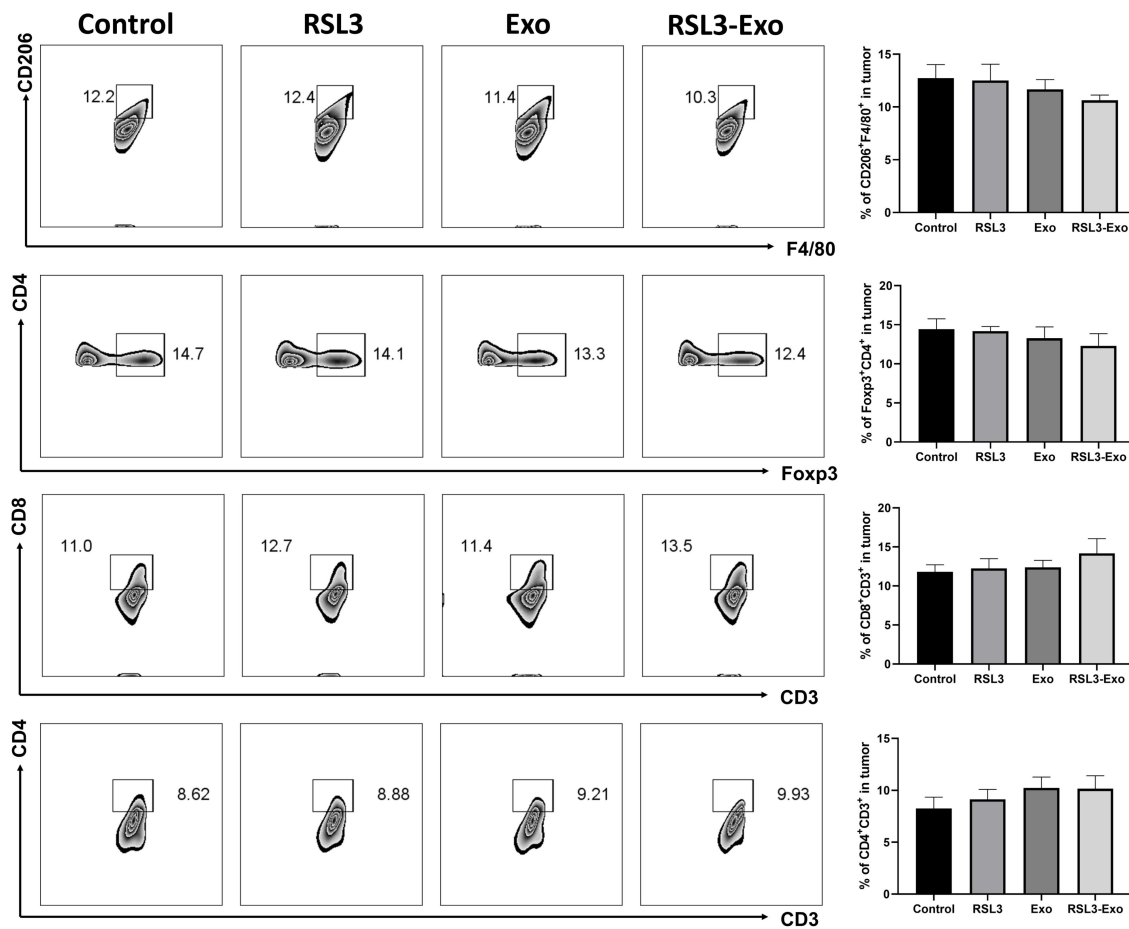 Control RSL3 Exo RSL3-Exo
CD206
12.2 12.4 11.4 10.3
F4/80
% of CD206⁺F4/80⁺ in tumor
15
10
5
0
Control RSL3 Exo RSL3-Exo
CD4
14.7 14.1 13.3 12.4
Foxp3
% of Foxp3⁺CD4⁺ in tumor
20
15
10
5
0
Control RSL3 Exo RSL3-Exo
CD8
11.0 12.7 11.4 13.5
CD3
% of CD8⁺CD3⁺ in tumor
20
15
10
5
0
Control RSL3 Exo RSL3-Exo
CD4
8.62 8.88 9.21 9.93
CD3
% of CD4⁺CD3⁺ in tumor
15
10
5
0
Control RSL3 Exo RSL3-Exo